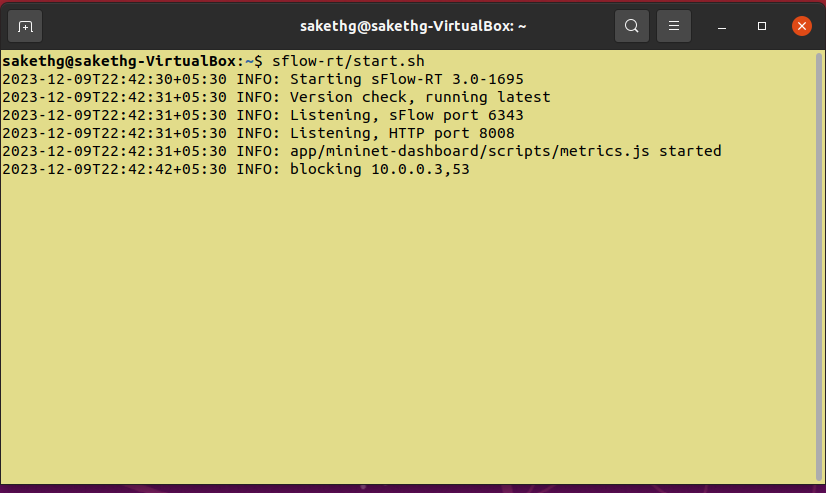 sakethg@sakethg-VirtualBox: ~
sakethg@sakethg-VirtualBox:~$ sflow-rt/start.sh
2023-12-09T22:42:30+05:30 INFO: Starting sFlow-RT 3.0-1695
2023-12-09T22:42:31+05:30 INFO: Version check, running latest
2023-12-09T22:42:31+05:30 INFO: Listening, sFlow port 6343
2023-12-09T22:42:31+05:30 INFO: Listening, HTTP port 8008
2023-12-09T22:42:31+05:30 INFO: app/mininet-dashboard/scripts/metrics.js started
2023-12-09T22:42:42+05:30 INFO: blocking 10.0.0.3,53